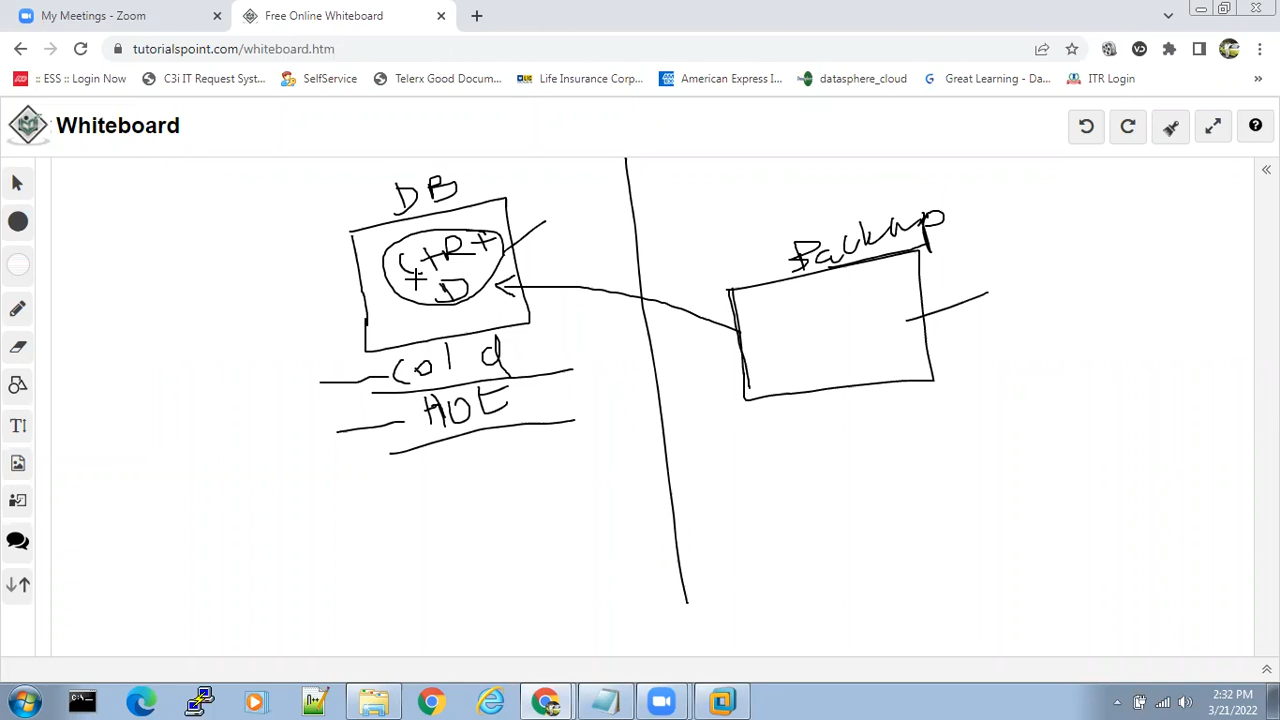 My Meetings - Zoom
Free Online Whiteboard
tutorialspoint.com/whiteboard.htm
:: ESS :: Login Now
C3i IT Request Syst...
SelfService
Telerx Good Docum...
Life Insurance Corp...
American Express I...
datasphere_cloud
Great Learning - Da...
ITR Login
Whiteboard
DB
C+R+
+D
Backup
Cold
HOt
2:32 PM
3/21/2022